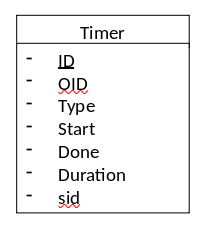 Timer
- ID
- OID
- Type
- Start
- Done
- Duration
- sid